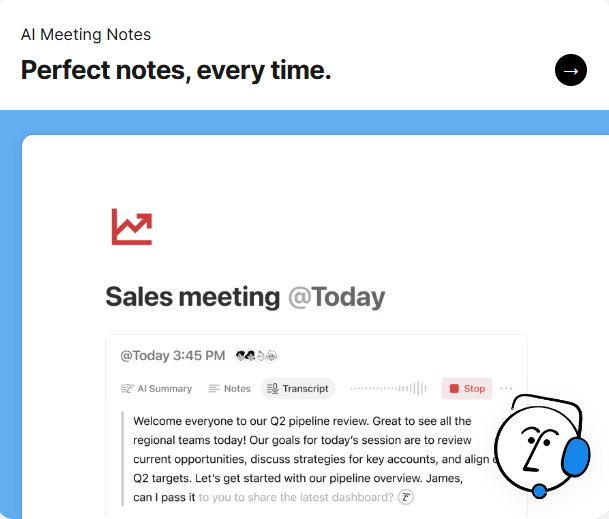 AI Meeting Notes
Perfect notes, every time.
→
Sales meeting @Today
@Today 3:45 PM
AI Summary Notes Transcript Stop ...
Welcome everyone to our Q2 pipeline review. Great to see all the
regional teams today! Our goals for today's session are to review
current opportunities, discuss strategies for key accounts, and align
Q2 targets. Let's get started with our pipeline overview. James,
can I pass it to you to share the latest dashboard?